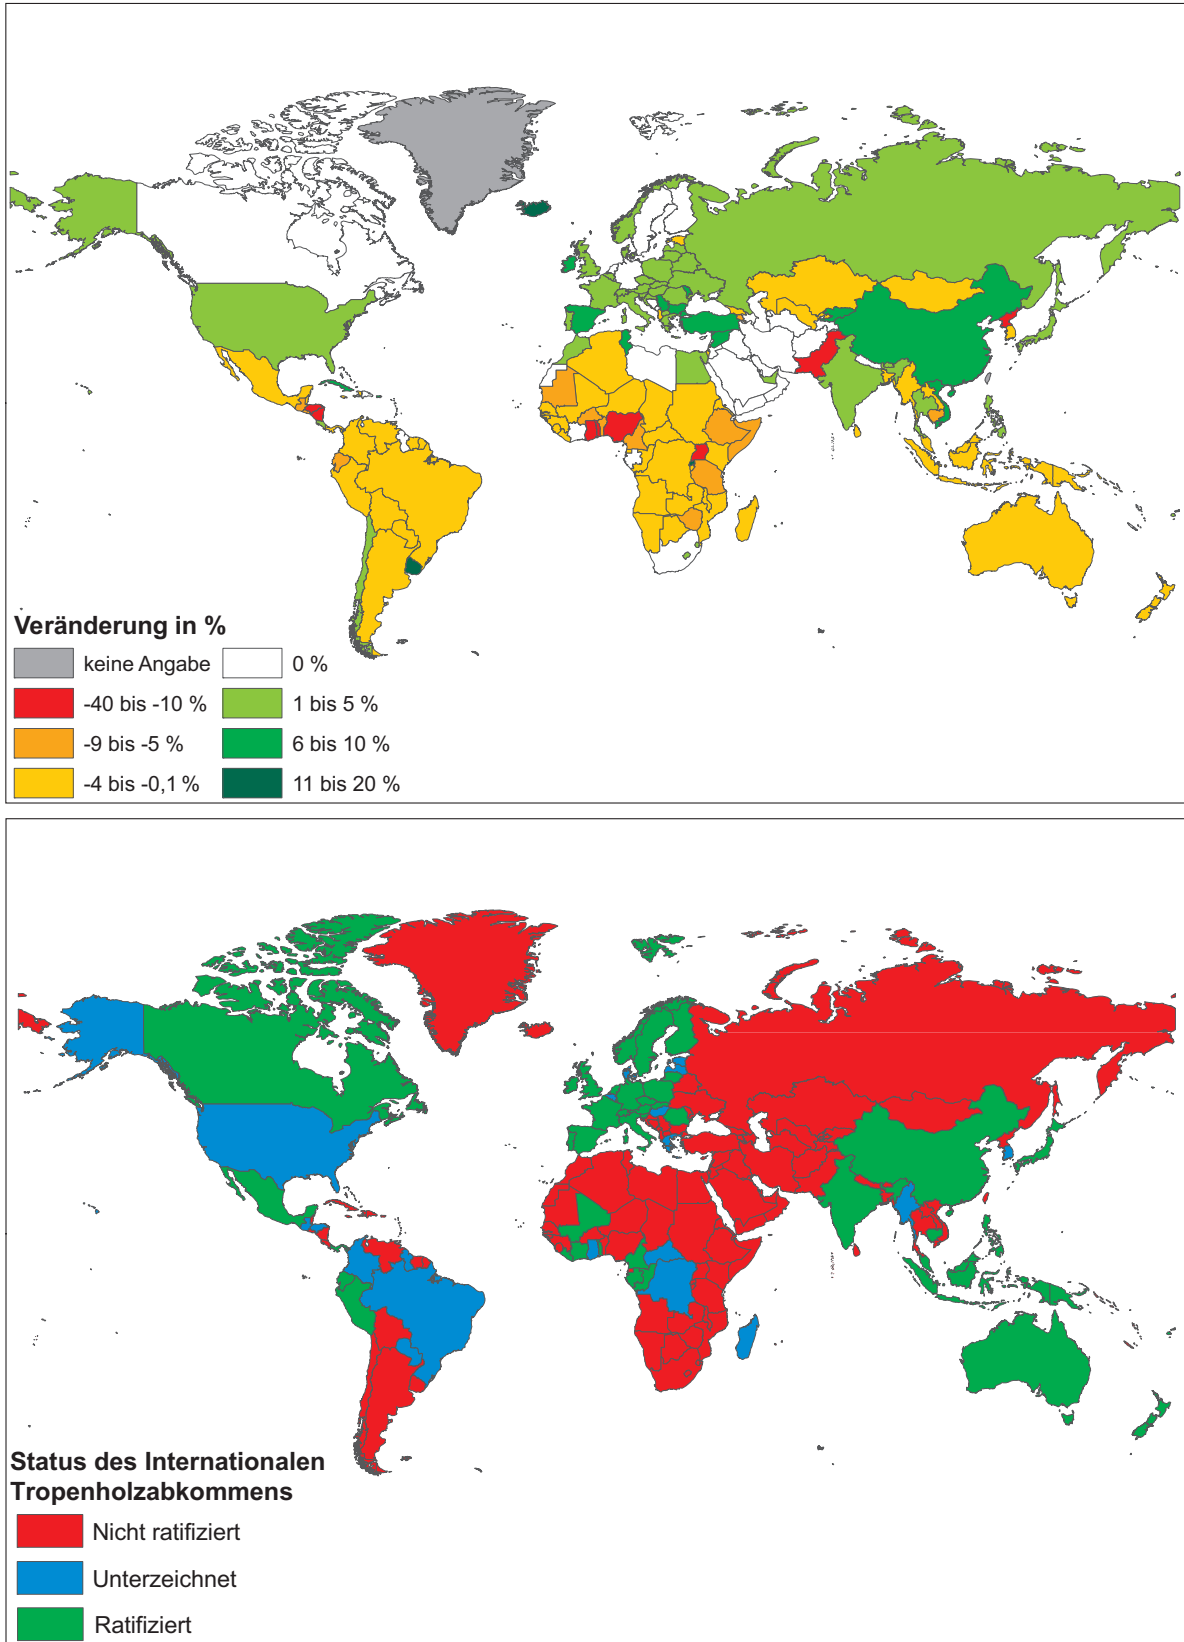 Veränderung in %
keine Angabe
0 %
-40 bis -10 %
1 bis 5 %
-9 bis -5 %
6 bis 10 %
-4 bis -0,1 %
11 bis 20 %
Status des Internationalen
Tropenholzabkommens
Nicht ratifiziert
Unterzeichnet
Ratifiziert